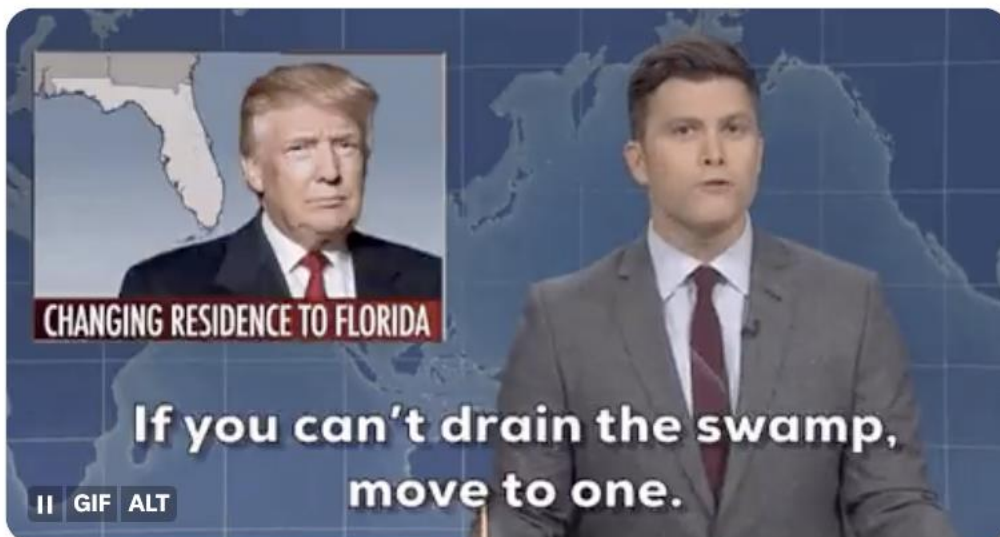 CHANGING RESIDENCE TO FLORIDA
If you can't drain the swamp,
move to one.
GIF ALT